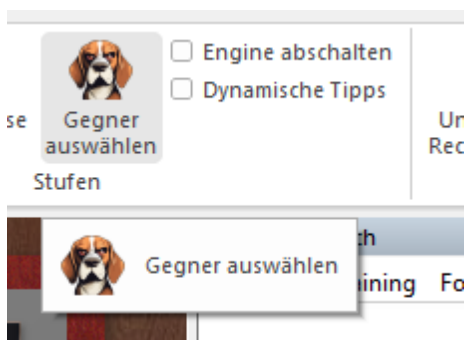 Engine abschalten
Dynamische Tipps
Gegner
auswählen
Stufen
Gegner auswählen